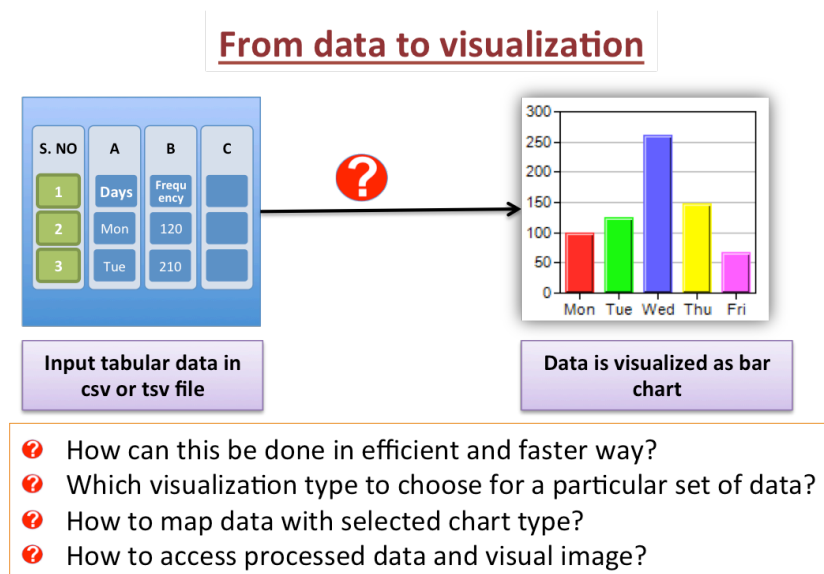 From data to visualization
S. NO A B C
1 Days Frequ
ency
2 Mon 120
3 Tue 210
?
300
250
200
150
100
50
0
Mon Tue Wed Thu Fri
Input tabular data in
csv or tsv file
Data is visualized as bar
chart
? How can this be done in efficient and faster way?
? Which visualization type to choose for a particular set of data?
? How to map data with selected chart type?
? How to access processed data and visual image?